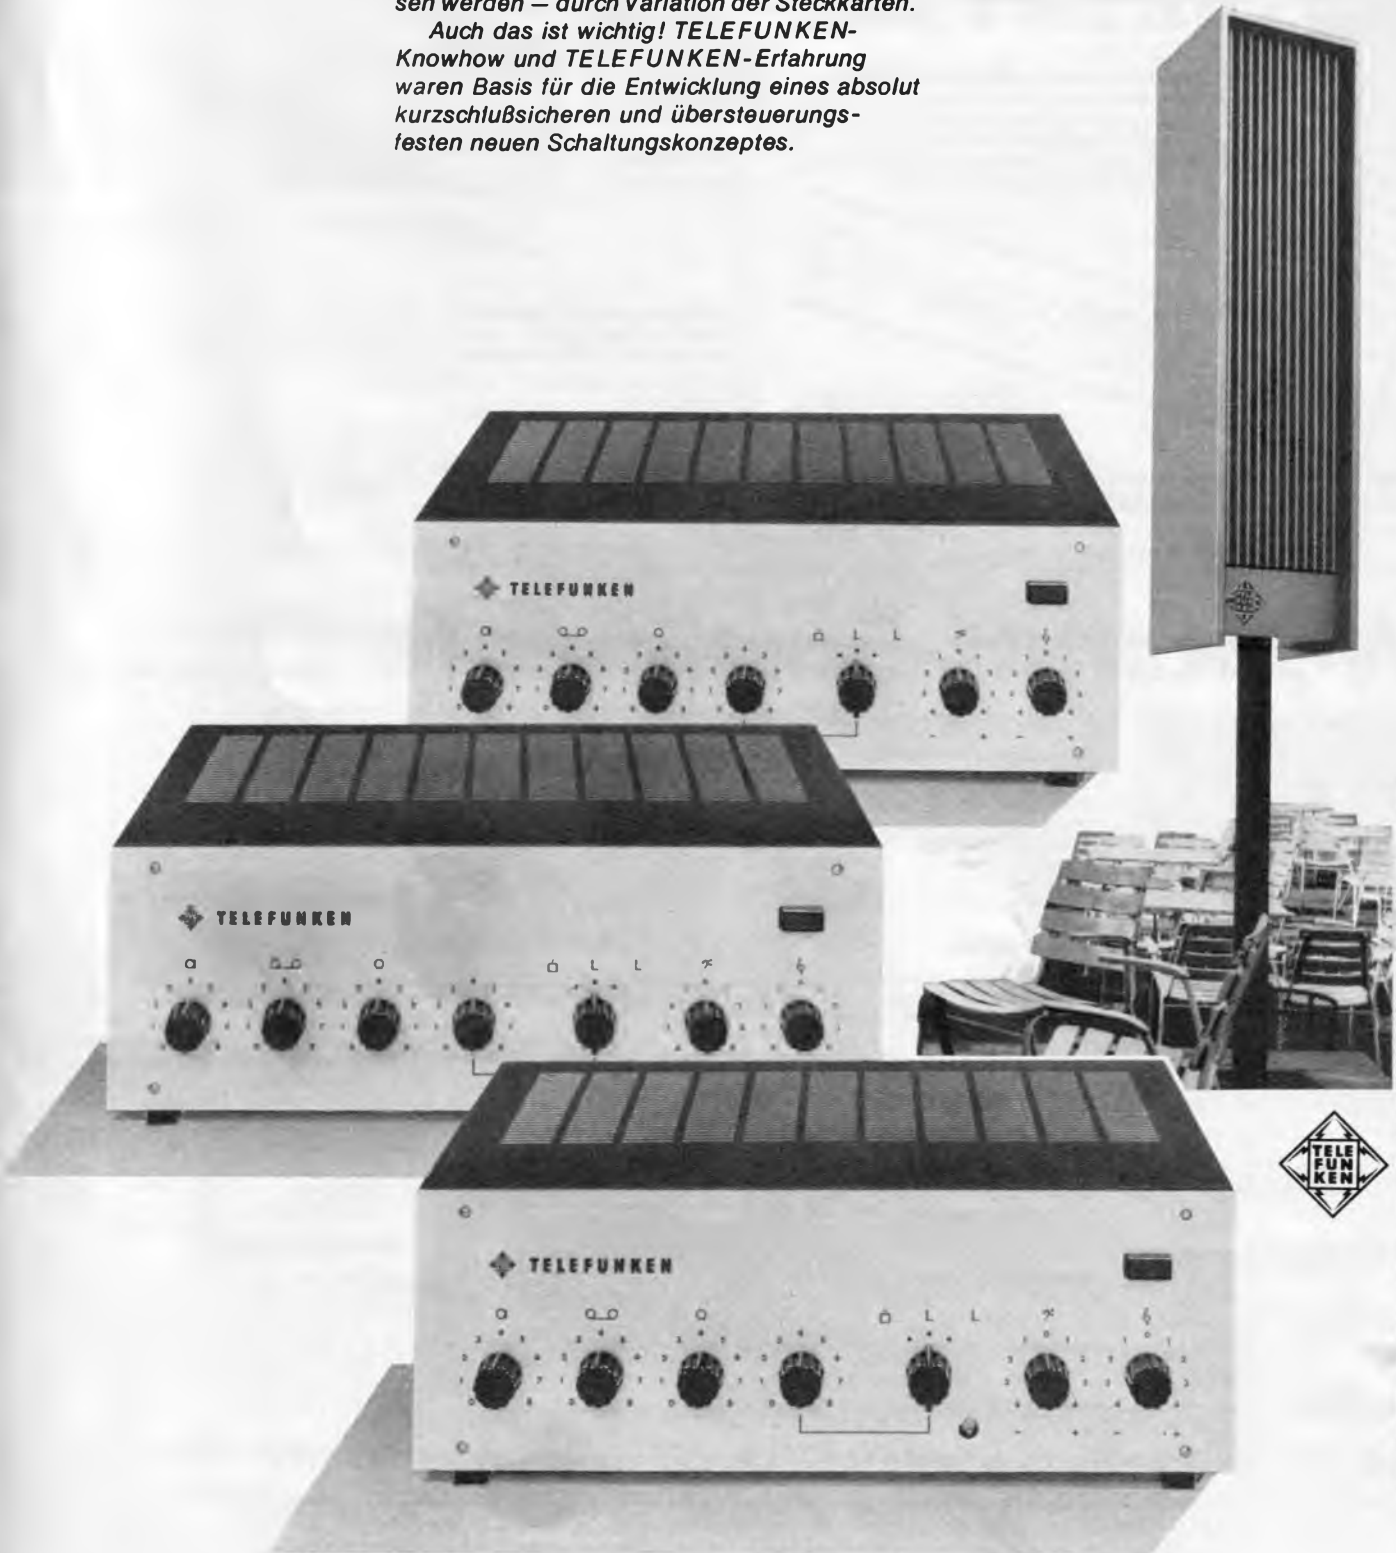 sen werden — durch Variation der Steckkarten.
Auch das ist wichtig! TELEFUNKEN-
Knowhow und TELEFUNKEN-Erfahrung
waren Basis für die Entwicklung eines absolut
kurzschlußsicheren und übersteuerungs-
festen neuen Schaltungskonzeptes.
TELEFUNKEN
L L
TELEFUNKEN
L L
TELE
FUN
KEN
TELEFUNKEN
L L